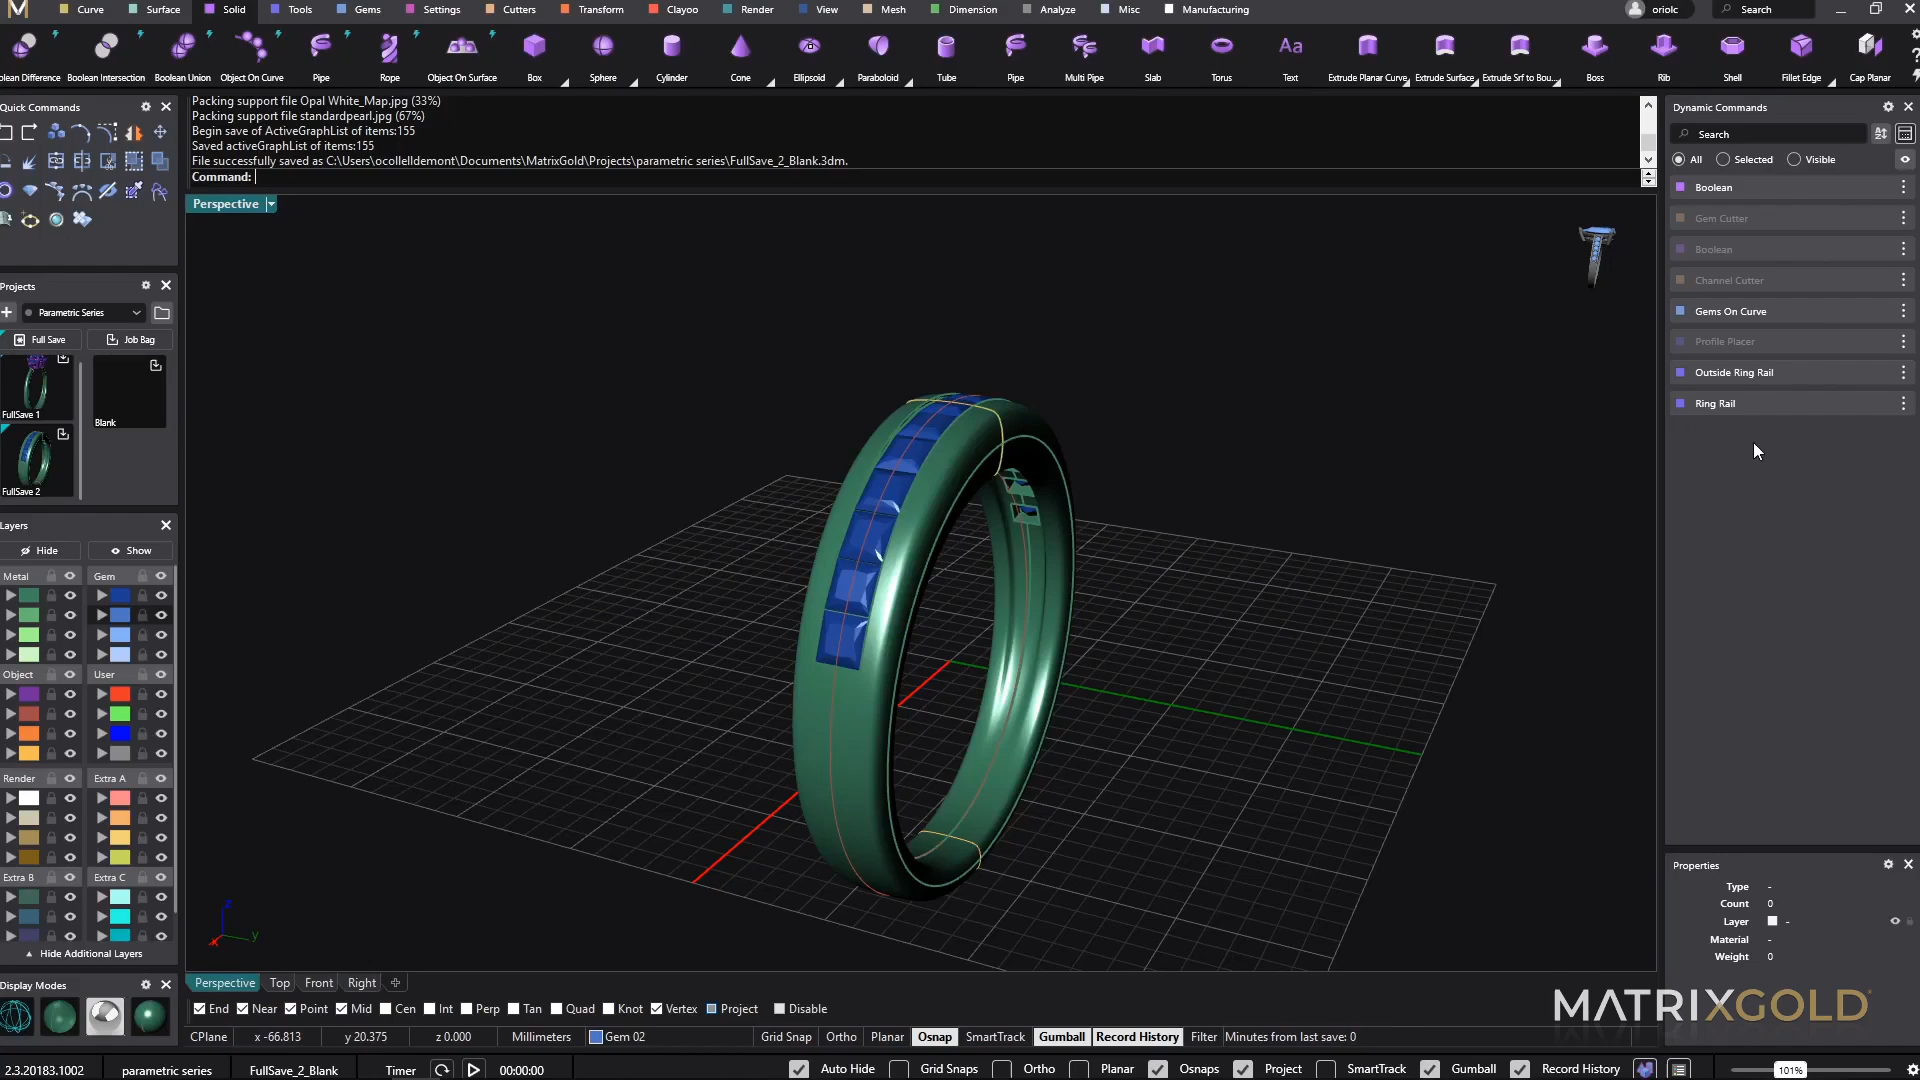 Curve Surface Solid Tools Gems Settings Cutters Transform Clayoo Render View Mesh Dimension Analyze Misc Manufacturing oriolc Search
olean Difference Boolean Intersection Boolean Union Object On Curve Pipe Rope Object On Surface Box Sphere Cylinder Cone Ellipsoid Paraboloid Tube Pipe Multi Pipe Slab Torus Text Extrude Planar Curve Extrude Surface Extrude Srf to Bou... Boss Rib Shell Fillet Edge Cap Planar
Quick Commands
Packing support file Opal White_Map.jpg (33%)
Packing support file standardpearl.jpg (67%)
Begin save of ActiveGraphList of items:155
Saved activeGraphList of items:155
File successfully saved as C:\Users\ocollelldemont\Documents\MatrixGold\Projects\parametric series\FullSave_2_Blank.3dm.
Command:
Perspective
Projects
Parametric Series
Full Save Job Bag
FullSave 1
Blank
FullSave 2
Layers
Hide Show
Metal Gem
Object User
Render Extra A
Extra B Extra C
Hide Additional Layers
Display Modes
Dynamic Commands
Search
All Selected Visible
Boolean
Gem Cutter
Boolean
Channel Cutter
Gems On Curve
Profile Placer
Outside Ring Rail
Ring Rail
Properties
Type -
Count 0
Layer -
Material -
Weight 0
z
x y
MATRIXGOLD
Perspective Top Front Right
End Near Point Mid Cen Int Perp Tan Quad Knot Vertex Project Disable
CPlane x -66.813 y 20.375 z 0.000 Millimeters Gem 02 Grid Snap Ortho Planar Osnap SmartTrack Gumball Record History Filter Minutes from last save: 0
2.3.20183.1002 parametric series FullSave_2_Blank Timer 00:00:00 Auto Hide Grid Snaps Ortho Planar Osnaps Project SmartTrack Gumball Record History 101%